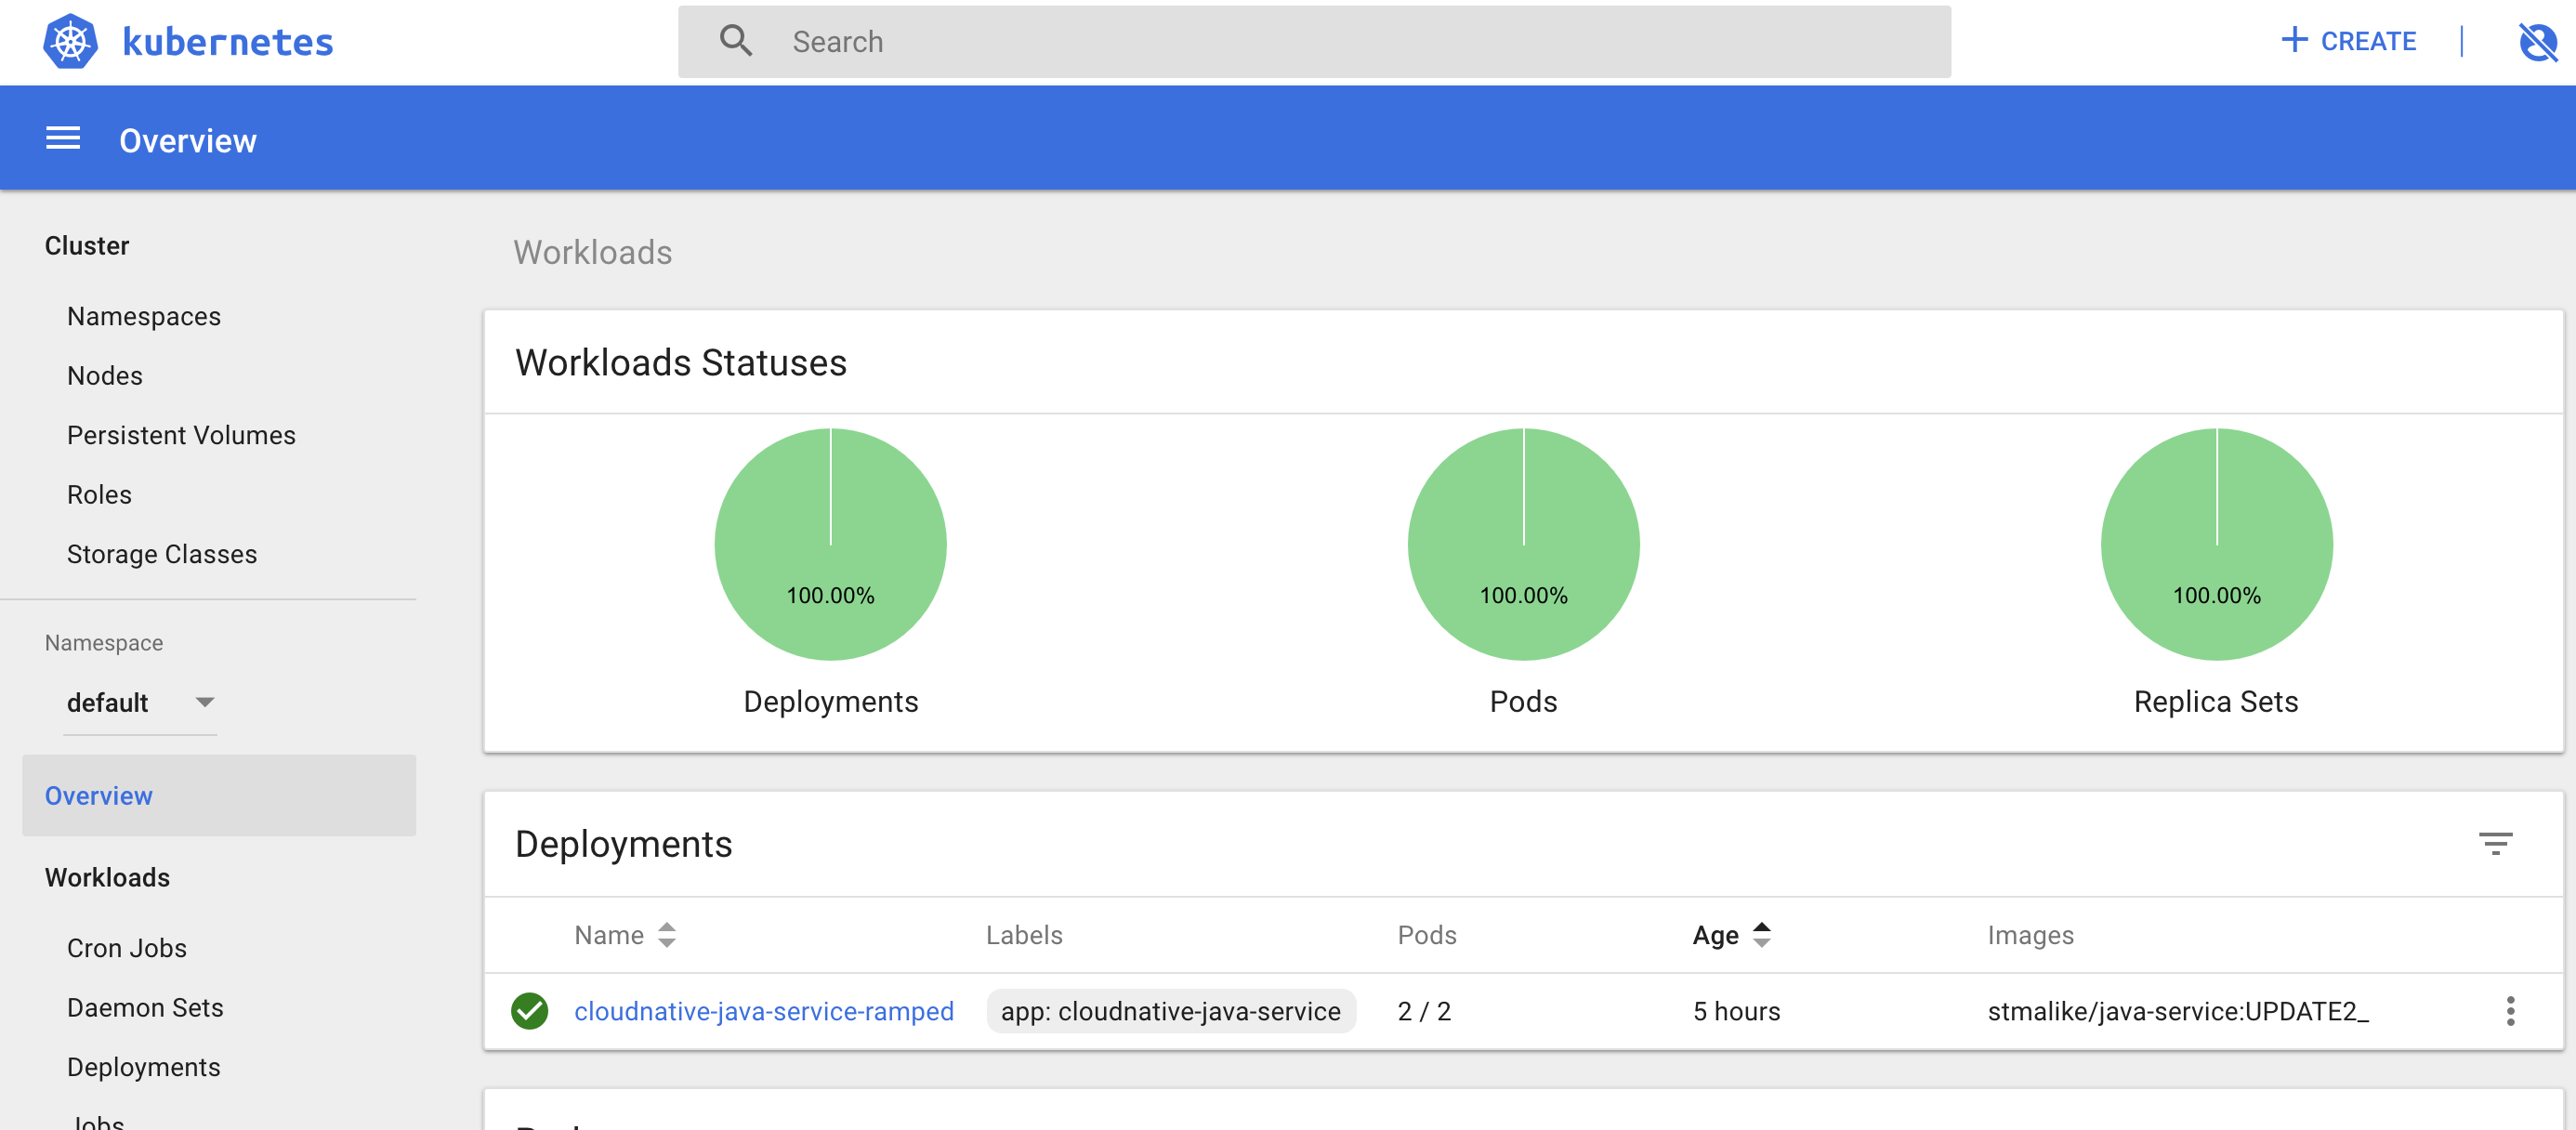 kubernetes
Search
+ CREATE
Overview
Cluster
Namespaces
Nodes
Persistent Volumes
Roles
Storage Classes
Namespace
default
Overview
Workloads
Cron Jobs
Daemon Sets
Deployments
Jobs
Workloads
Workloads Statuses
100.00%
100.00%
100.00%
Deployments
Pods
Replica Sets
Deployments
Name
Labels
Pods
Age
Images
cloudnative-java-service-ramped
app: cloudnative-java-service
2 / 2
5 hours
stmalike/java-service:UPDATE2_